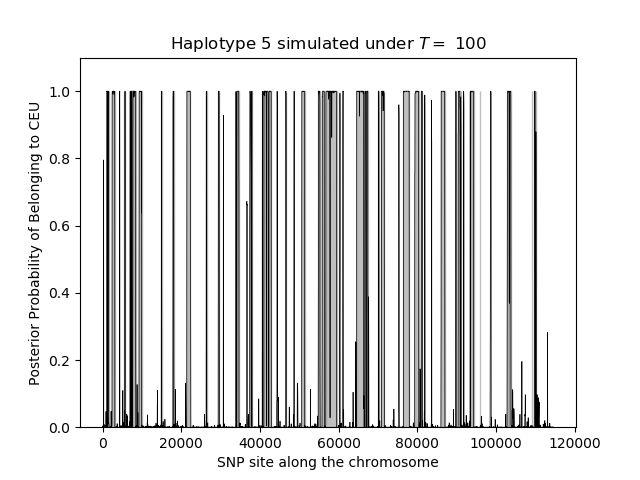 Haplotype 5 simulated under T = 100
Posterior Probability of Belonging to CEU
1.0
0.8
0.6
0.4
0.2
0.0
0 20000 40000 60000 80000 100000 120000
SNP site along the chromosome